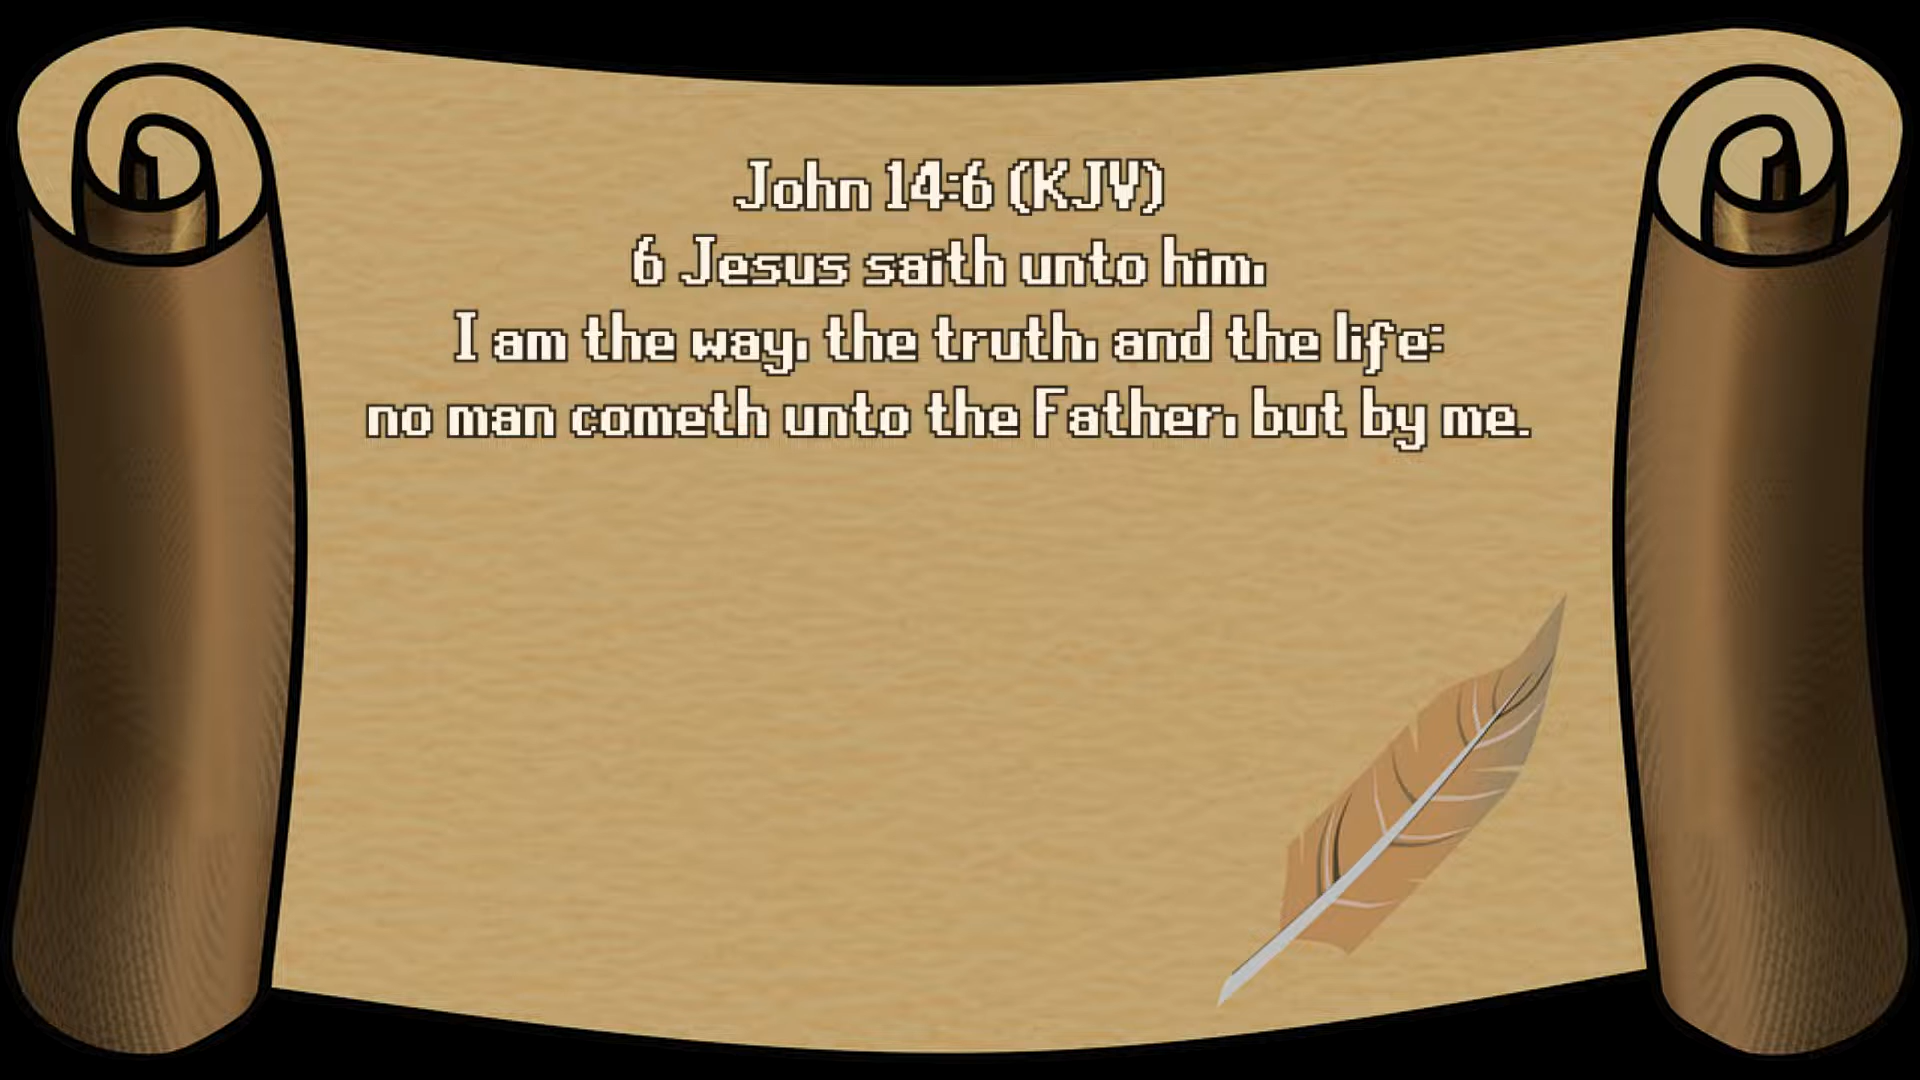 John 14:6 (KJV)
6 Jesus saith unto him,
I am the way, the truth, and the life:
no man cometh unto the Father, but by me.